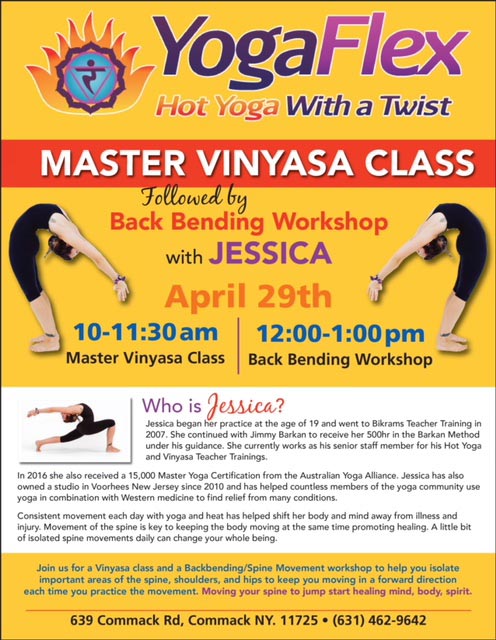 YogaFlex
Hot Yoga With a Twist
MASTER VINYASA CLASS
Followed by
Back Bending Workshop
with JESSICA
April 29th
10-11:30 am
Master Vinyasa Class
12:00-1:00 pm
Back Bending Workshop
Who is Jessica?
Jessica began her practice at the age of 19 and went to Bikrams Teacher Training in
2007. She continued with Jimmy Barkan to receive her 500hr in the Barkan Method
under his guidance. She currently works as his senior staff member for his Hot Yoga
and Vinyasa Teacher Trainings.
In 2016 she also received a 15,000 Master Yoga Certification from the Australian Yoga Alliance. Jessica has also
owned a studio in Voorhees New Jersey since 2010 and has helped countless members of the yoga community use
yoga in combination with Western medicine to find relief from many conditions.
Consistent movement each day with yoga and heat has helped shift her body and mind away from illness and
injury. Movement of the spine is key to keeping the body moving at the same time promoting healing. A little bit
of isolated spine movements daily can change your whole being.
Join us for a Vinyasa class and a Backbending/Spine Movement workshop to help you isolate
important areas of the spine, shoulders, and hips to keep you moving in a forward direction
each time you practice the movement. Moving your spine to jump start healing mind, body, spirit.
639 Commack Rd, Commack NY. 11725 • (631) 462-9642